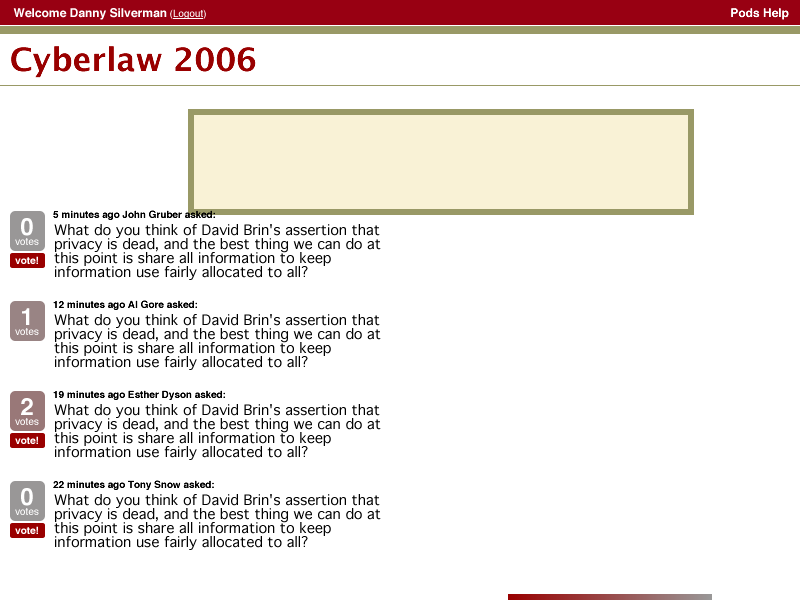 Welcome Danny Silverman (Logout)
Pods Help
Cyberlaw 2006
0
votes
vote!
5 minutes ago John Gruber asked:
What do you think of David Brin's assertion that
privacy is dead, and the best thing we can do at
this point is share all information to keep
information use fairly allocated to all?
1
votes
12 minutes ago Al Gore asked:
What do you think of David Brin's assertion that
privacy is dead, and the best thing we can do at
this point is share all information to keep
information use fairly allocated to all?
2
votes
vote!
19 minutes ago Esther Dyson asked:
What do you think of David Brin's assertion that
privacy is dead, and the best thing we can do at
this point is share all information to keep
information use fairly allocated to all?
0
votes
vote!
22 minutes ago Tony Snow asked:
What do you think of David Brin's assertion that
privacy is dead, and the best thing we can do at
this point is share all information to keep
information use fairly allocated to all?